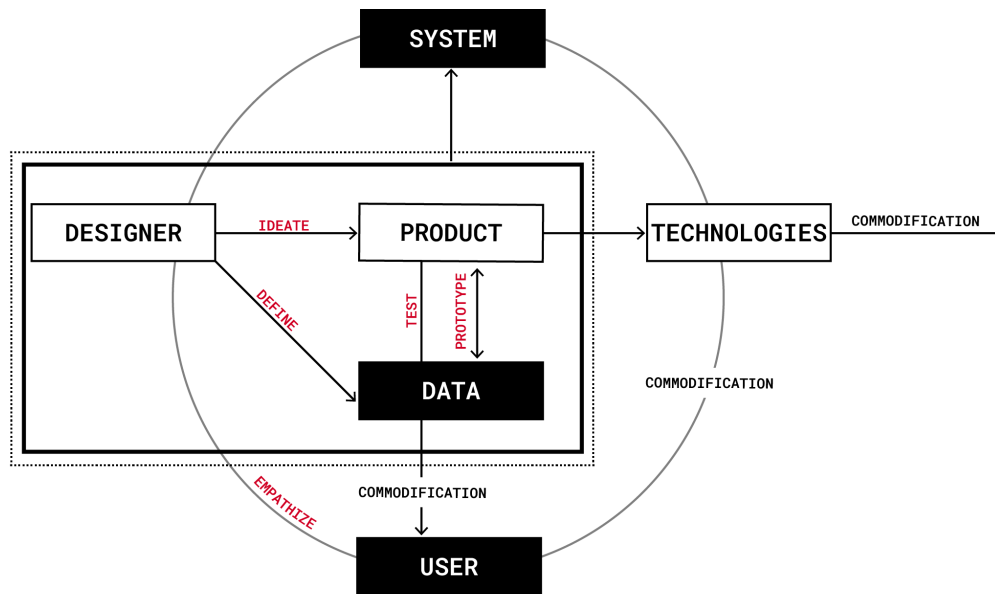 SYSTEM
DESIGNER
IDEATE
PRODUCT
TECHNOLOGIES
COMMODIFICATION
DEFINE
TEST
PROTOTYPE
DATA
COMMODIFICATION
EMPATHIZE
COMMODIFICATION
USER